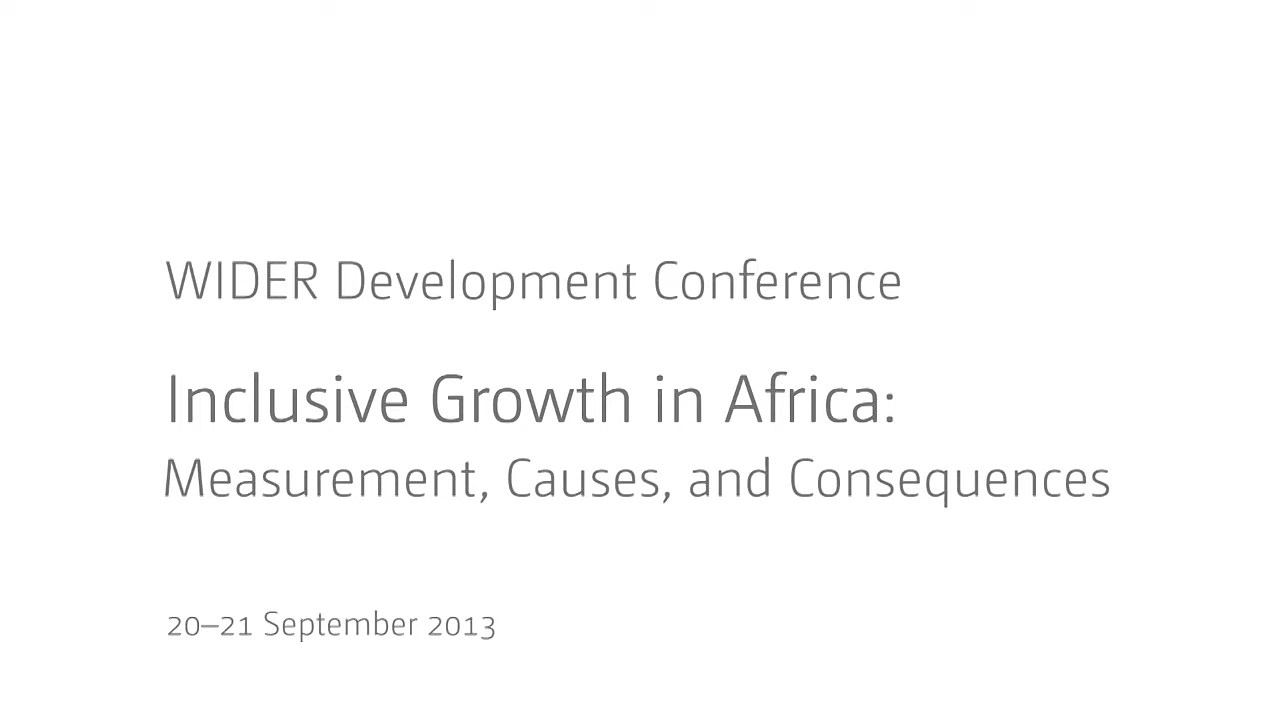 WIDER Development Conference
Inclusive Growth in Africa:
Measurement, Causes, and Consequences
20–21 September 2013